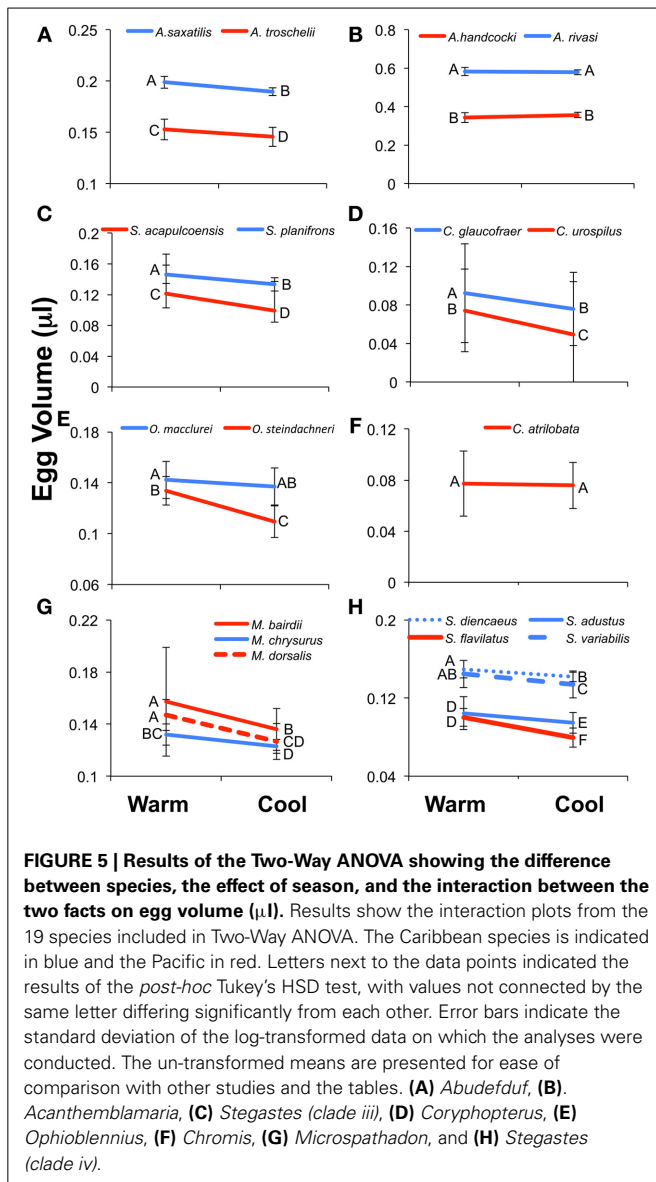 A
A.saxatilis A. troschelii
0.25
0.2
0.15
0.1
A
B
C
D
B
A.handcocki A. rivasi
0.8
0.6
0.4
0.2
0
A
A
B
B
C
S. acapulcoensis S. planifrons
0.2
0.16
0.12
0.08
0.04
0
A
B
C
D
D
C. glaucofraer C. urospilus
0.16
0.12
0.08
0.04
0
A
B
B
C
Egg Volume (µl)
E
O. macclurei O. steindachneri
0.18
0.14
0.1
0.06
A
AB
B
C
F
C. atrilobata
0.12
0.08
0.04
0
A
A
G
M. bairdii
M. chrysurus
M. dorsalis
0.22
0.18
0.14
0.1
A
B
A
CD
BC
D
H
S. diencaeus S. adustus
S. flavilatus S. variabilis
0.2
0.12
0.04
A
B
AB
C
D
E
D
F
Warm Cool Warm Cool
FIGURE 5 | Results of the Two-Way ANOVA showing the difference
between species, the effect of season, and the interaction between the
two facts on egg volume (µl). Results show the interaction plots from the
19 species included in Two-Way ANOVA. The Caribbean species is indicated
in blue and the Pacific in red. Letters next to the data points indicated the
results of the post-hoc Tukey's HSD test, with values not connected by the
same letter differing significantly from each other. Error bars indicate the
standard deviation of the log-transformed data on which the analyses were
conducted. The un-transformed means are presented for ease of
comparison with other studies and the tables. (A) Abudefduf, (B).
Acanthemblamaria, (C) Stegastes (clade iii), (D) Coryphopterus, (E)
Ophioblennius, (F) Chromis, (G) Microspathadon, and (H) Stegastes
(clade iv).